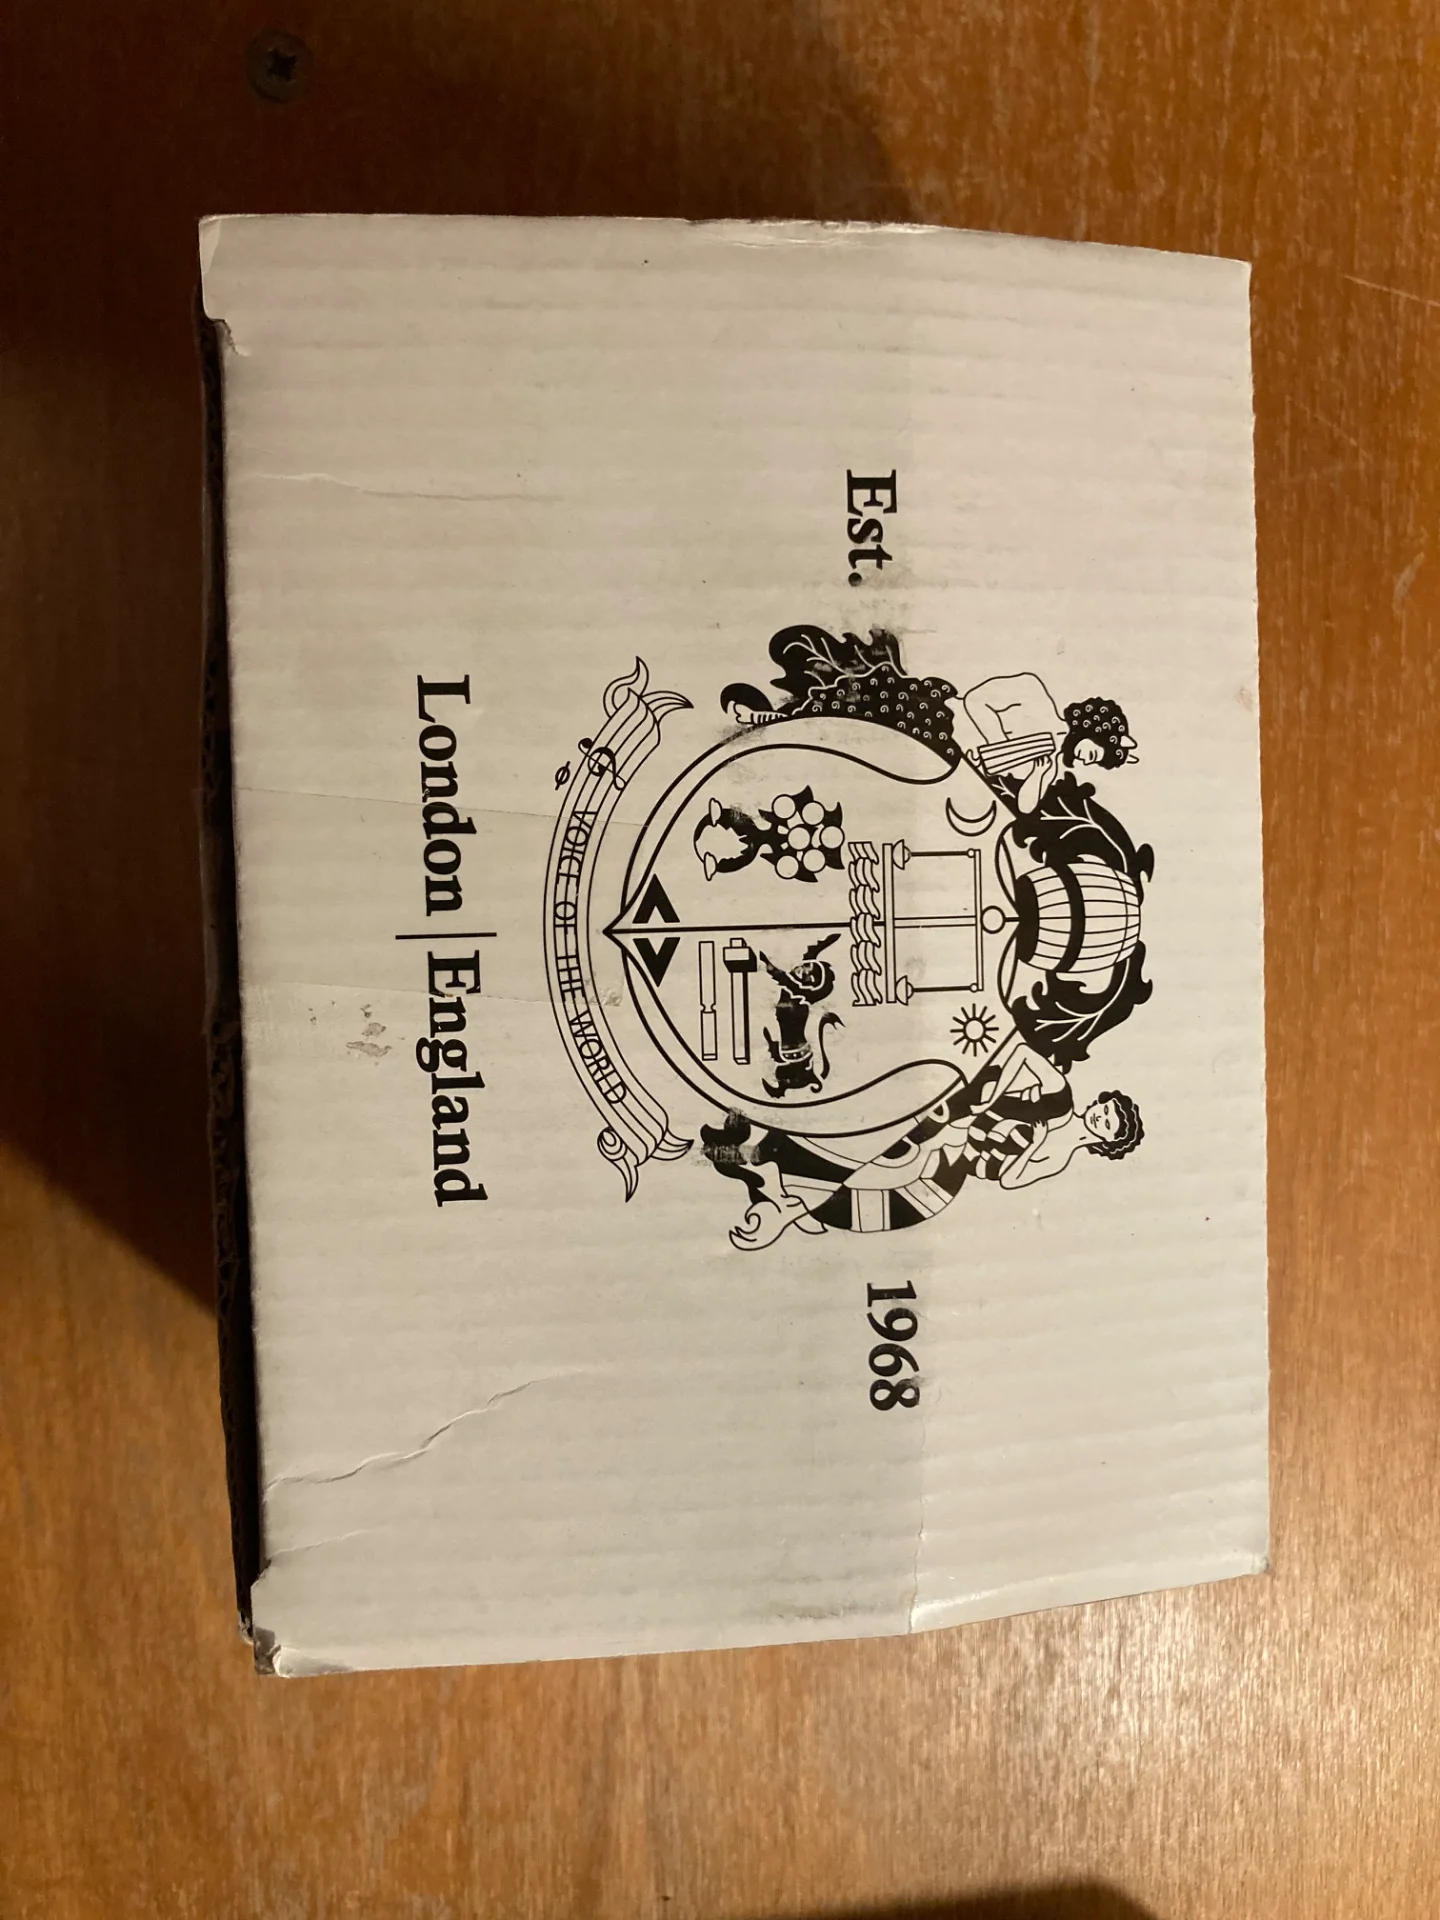 Est. 1968
VOICE OF THE WORLD
London | England